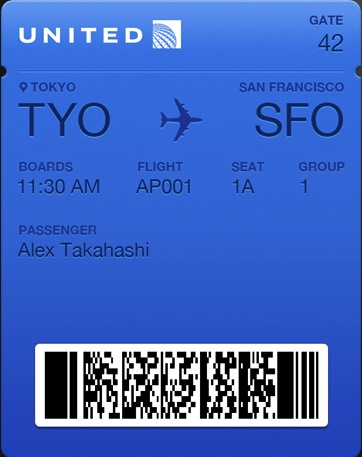 UNITED
GATE
42
TOKYO SAN FRANCISCO
TYO SFO
BOARDS FLIGHT SEAT GROUP
11:30 AM AP001 1A 1
PASSENGER
Alex Takahashi